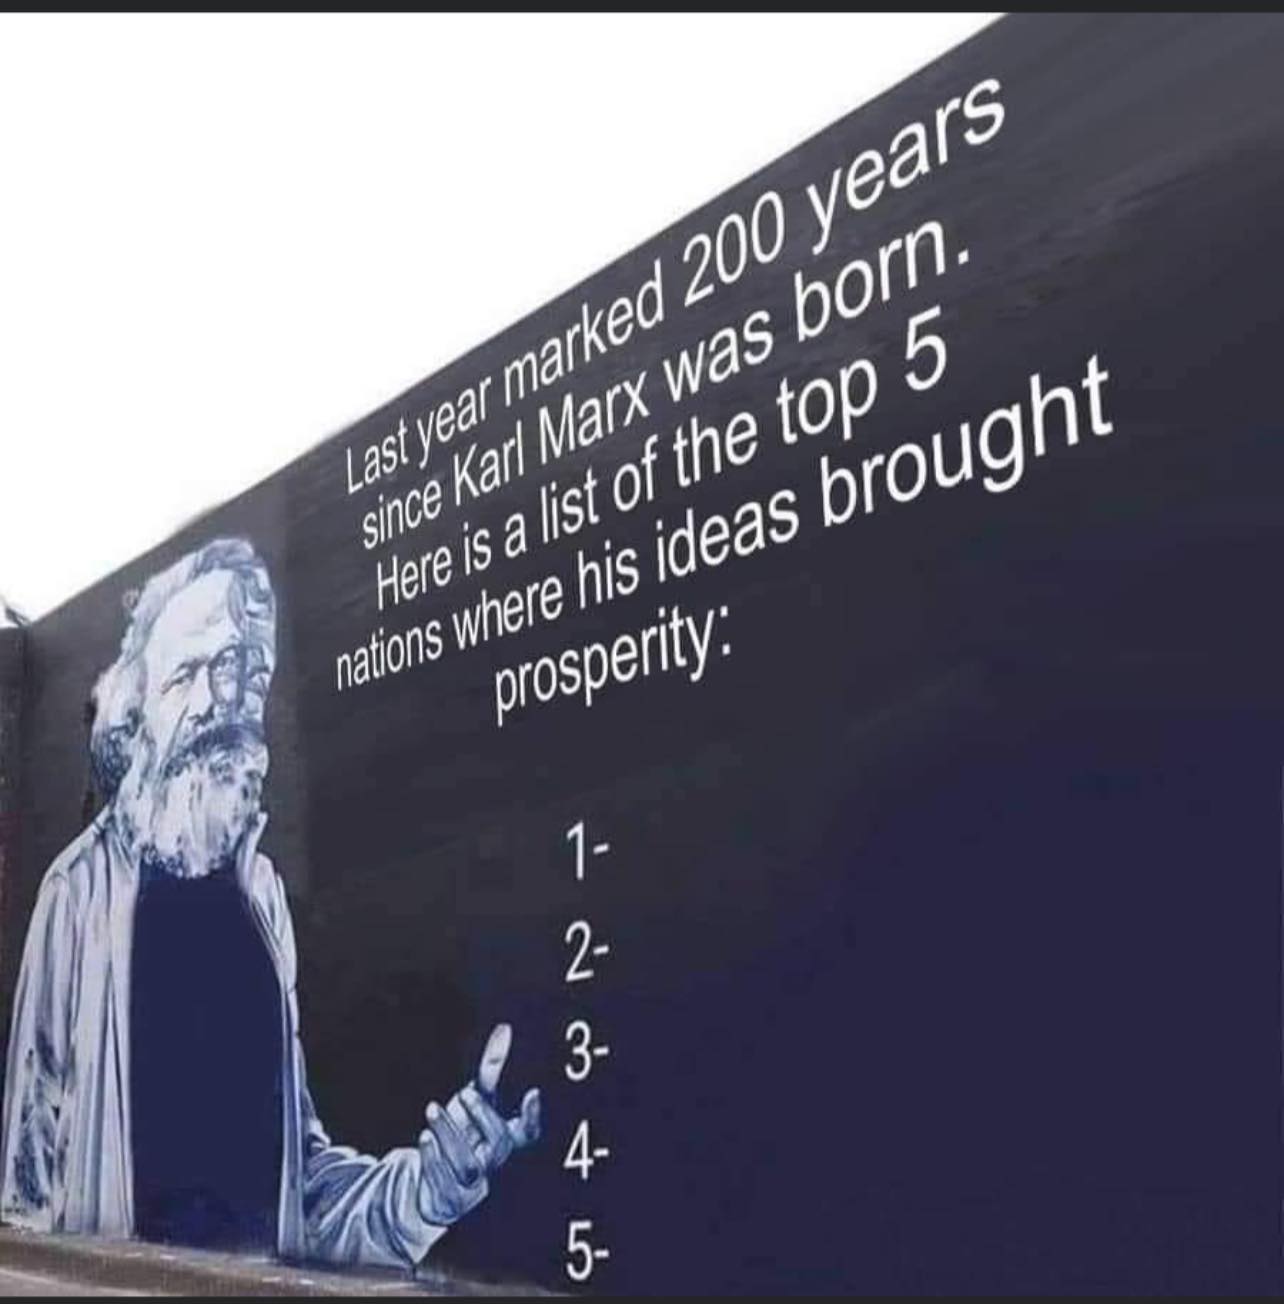 Last year marked 200 years
since Karl Marx was born.
Here is a list of the top 5
nations where his ideas brought
prosperity:
1-
2-
3-
4-
5-